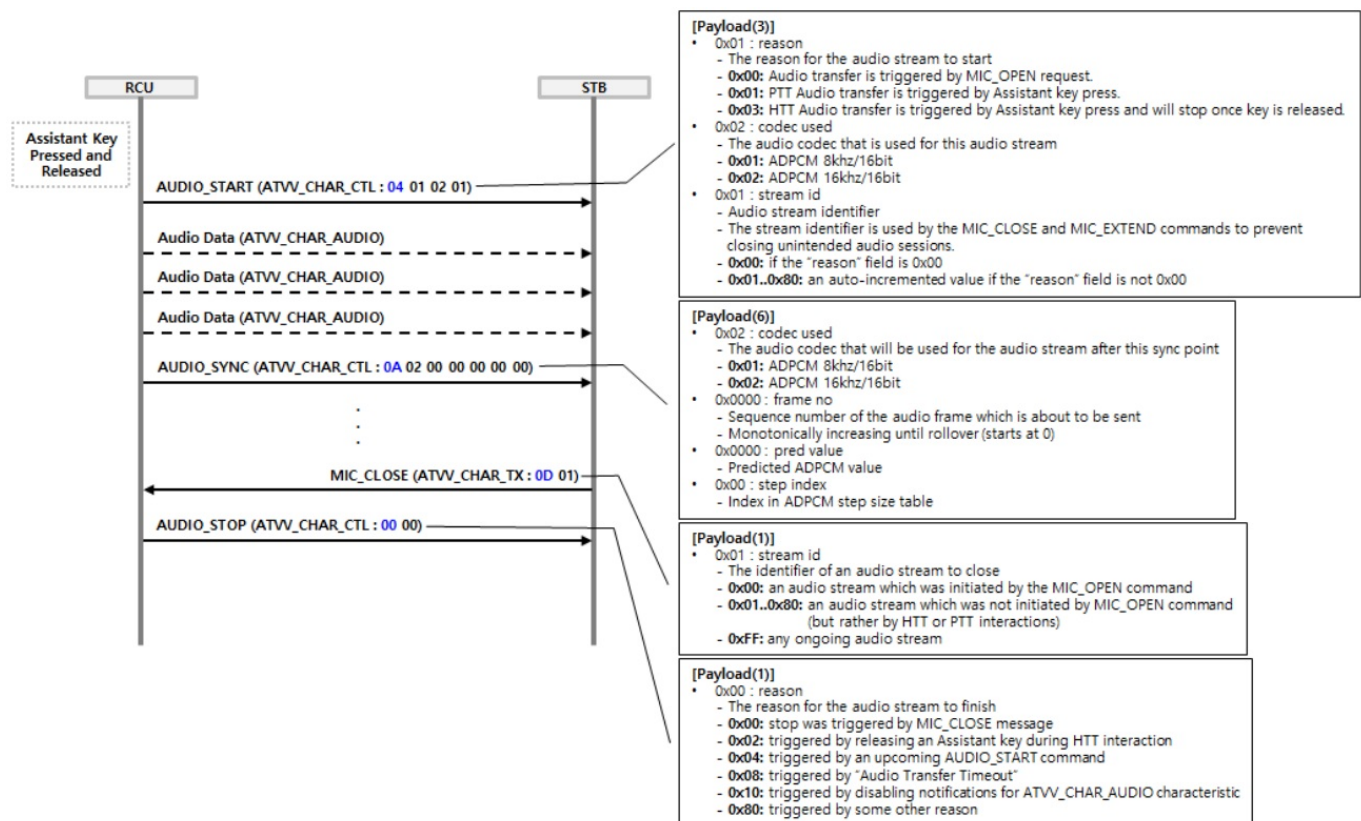 RCU
STB
Assistant Key
Pressed and
Released
AUDIO_START (ATVV_CHAR_CTL : 04 01 02 01)
Audio Data (ATVV_CHAR_AUDIO)
Audio Data (ATVV_CHAR_AUDIO)
Audio Data (ATVV_CHAR_AUDIO)
AUDIO_SYNC (ATVV_CHAR_CTL : 0A 02 00 00 00 00 00)
.
.
.
MIC_CLOSE (ATVV_CHAR_TX : 0D 01)
AUDIO_STOP (ATVV_CHAR_CTL : 00 00)
[Payload(3)]
• 0x01 : reason
- The reason for the audio stream to start
- 0x00: Audio transfer is triggered by MIC_OPEN request.
- 0x01: PTT Audio transfer is triggered by Assistant key press.
- 0x03: HTT Audio transfer is triggered by Assistant key press and will stop once key is released.
• 0x02 : codec used
- The audio codec that is used for this audio stream
- 0x01: ADPCM 8khz/16bit
- 0x02: ADPCM 16khz/16bit
• 0x01 : stream id
- Audio stream identifier
- The stream identifier is used by the MIC_CLOSE and MIC_EXTEND commands to prevent
closing unintended audio sessions.
- 0x00: if the "reason" field is 0x00
- 0x01..0x80: an auto-incremented value if the "reason" field is not 0x00
[Payload(6)]
• 0x02 : codec used
- The audio codec that will be used for the audio stream after this sync point
- 0x01: ADPCM 8khz/16bit
- 0x02: ADPCM 16khz/16bit
• 0x0000 : frame no
- Sequence number of the audio frame which is about to be sent
- Monotonically increasing until rollover (starts at 0)
• 0x0000 : pred value
- Predicted ADPCM value
• 0x00 : step index
- Index in ADPCM step size table
[Payload(1)]
• 0x01 : stream id
- The identifier of an audio stream to close
- 0x00: an audio stream which was initiated by the MIC_OPEN command
- 0x01..0x80: an audio stream which was not initiated by MIC_OPEN command
(but rather by HTT or PTT interactions)
- 0xFF: any ongoing audio stream
[Payload(1)]
• 0x00 : reason
- The reason for the audio stream to finish
- 0x00: stop was triggered by MIC_CLOSE message
- 0x02: triggered by releasing an Assistant key during HTT interaction
- 0x04: triggered by an upcoming AUDIO_START command
- 0x08: triggered by "Audio Transfer Timeout"
- 0x10: triggered by disabling notifications for ATVV_CHAR_AUDIO characteristic
- 0x80: triggered by some other reason